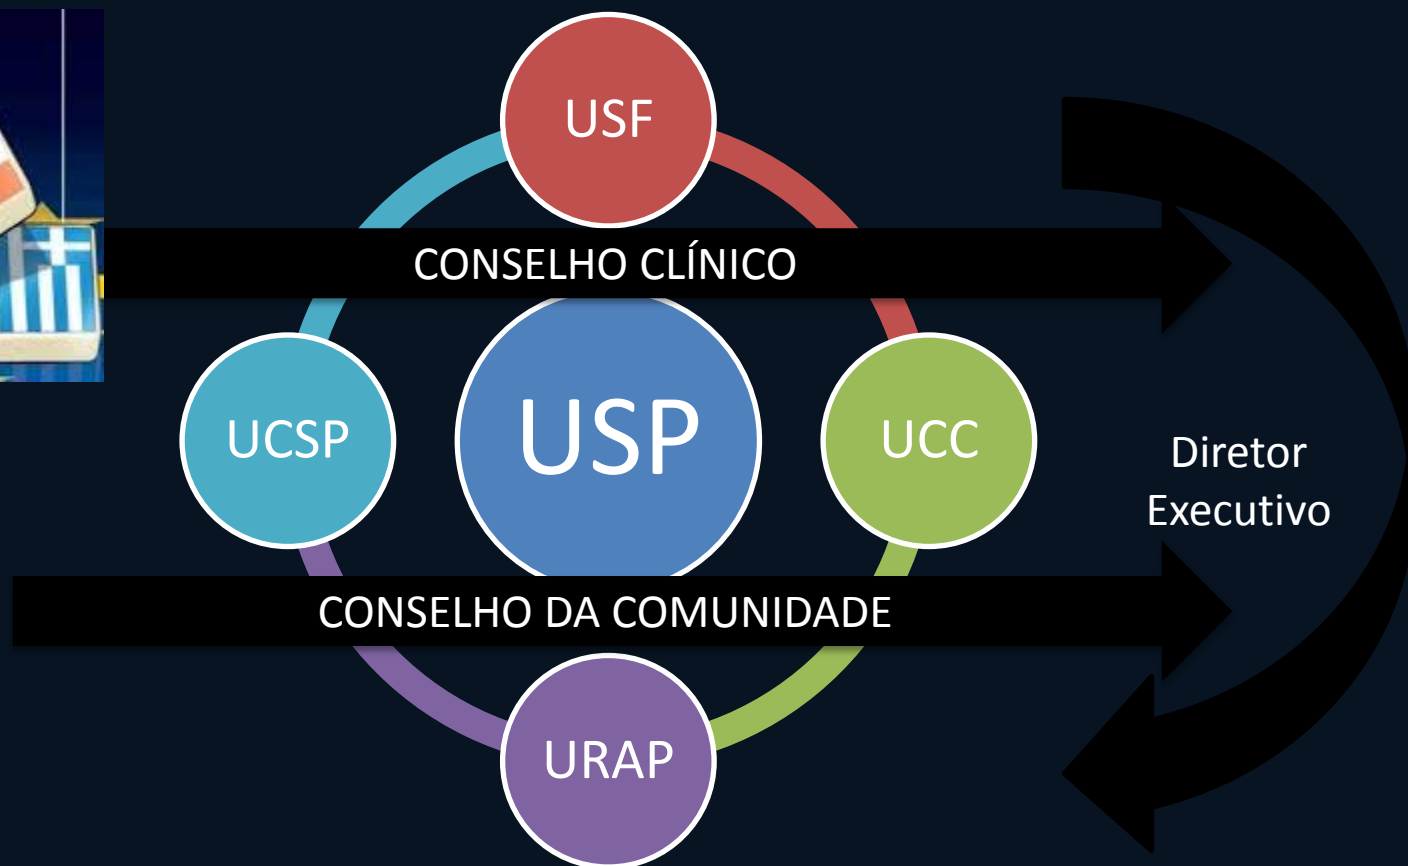 USF
CONSELHO CLÍNICO
UCSP
USP
UCC
Diretor
Executivo
CONSELHO DA COMUNIDADE
URAP